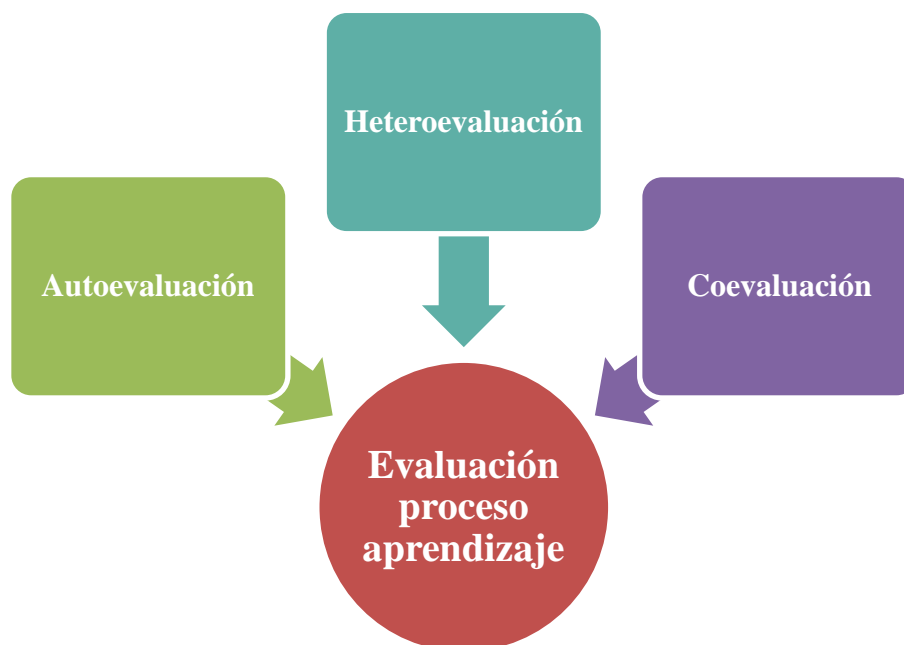 Heteroevaluación
Autoevaluación
Coevaluación
Evaluación
proceso
aprendizaje